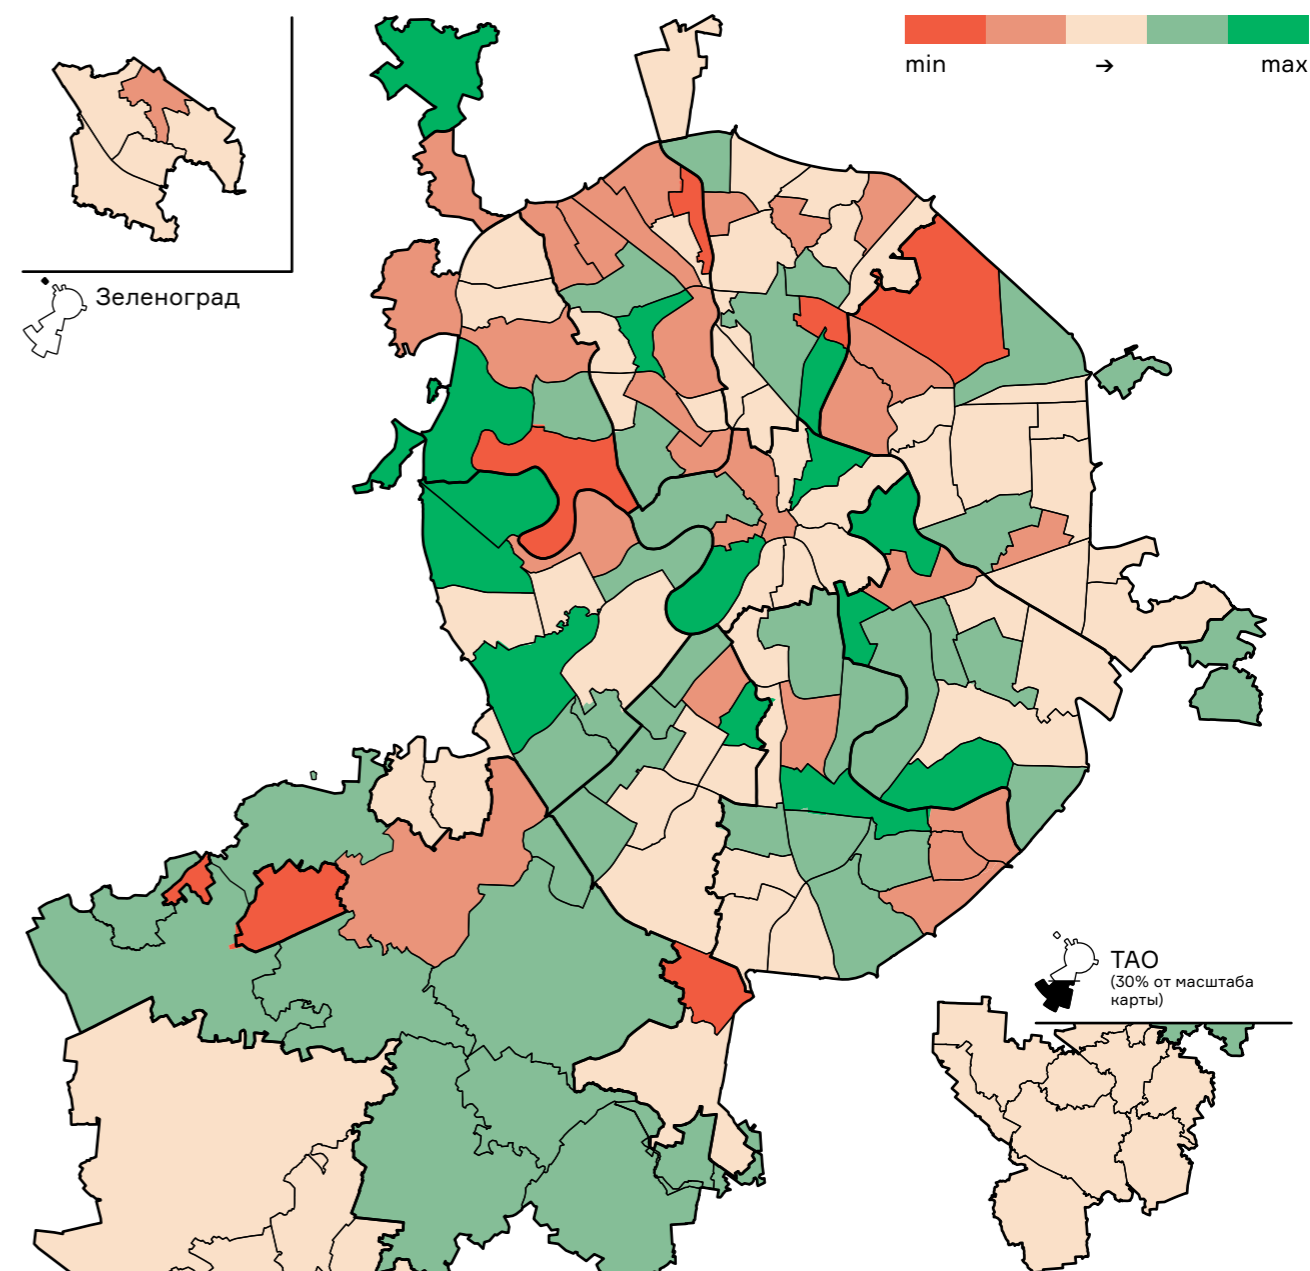 min → max
Зеленоград
ТАО
(30% от масштаба
карты)